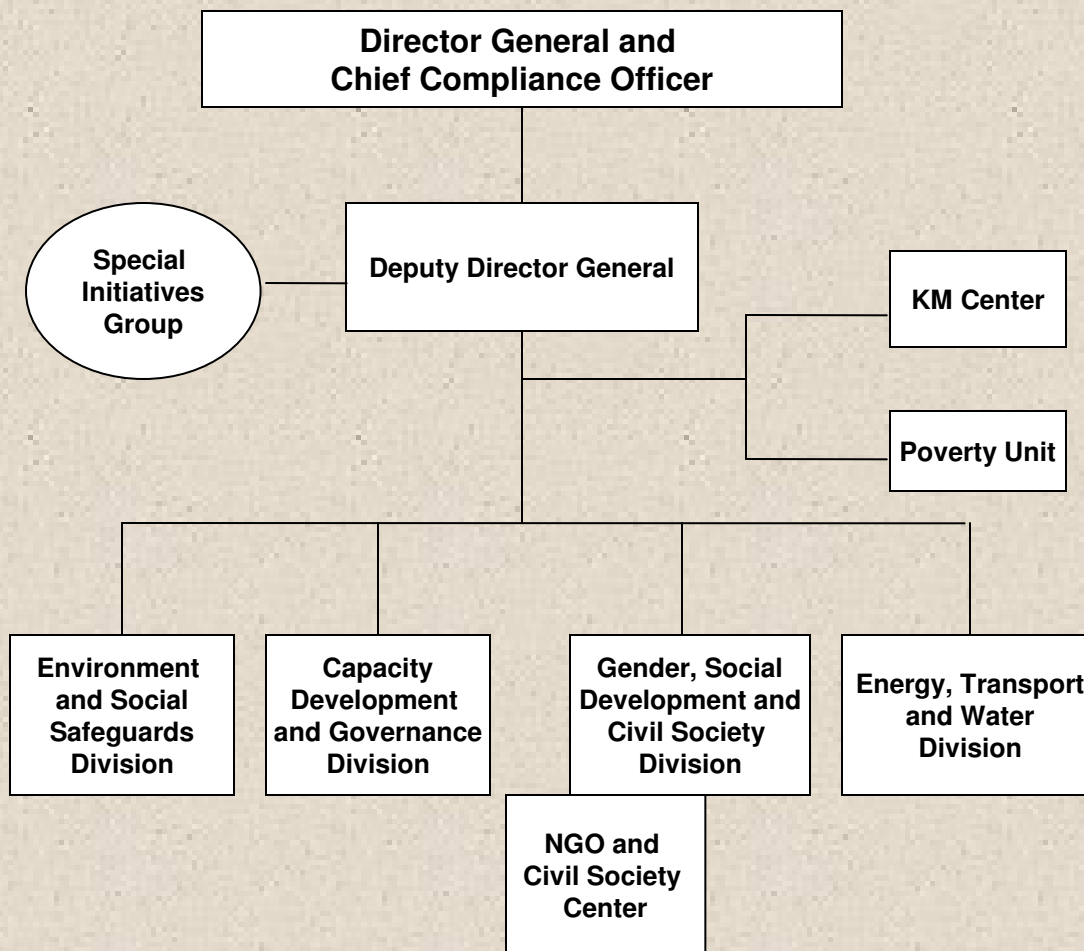 Director General and
Chief Compliance Officer
Special
Initiatives
Group
Deputy Director General
KM Center
Poverty Unit
Environment
and Social
Safeguards
Division
Capacity
Development
and Governance
Division
Gender, Social
Development and
Civil Society
Division
Energy, Transport
and Water
Division
NGO and
Civil Society
Center